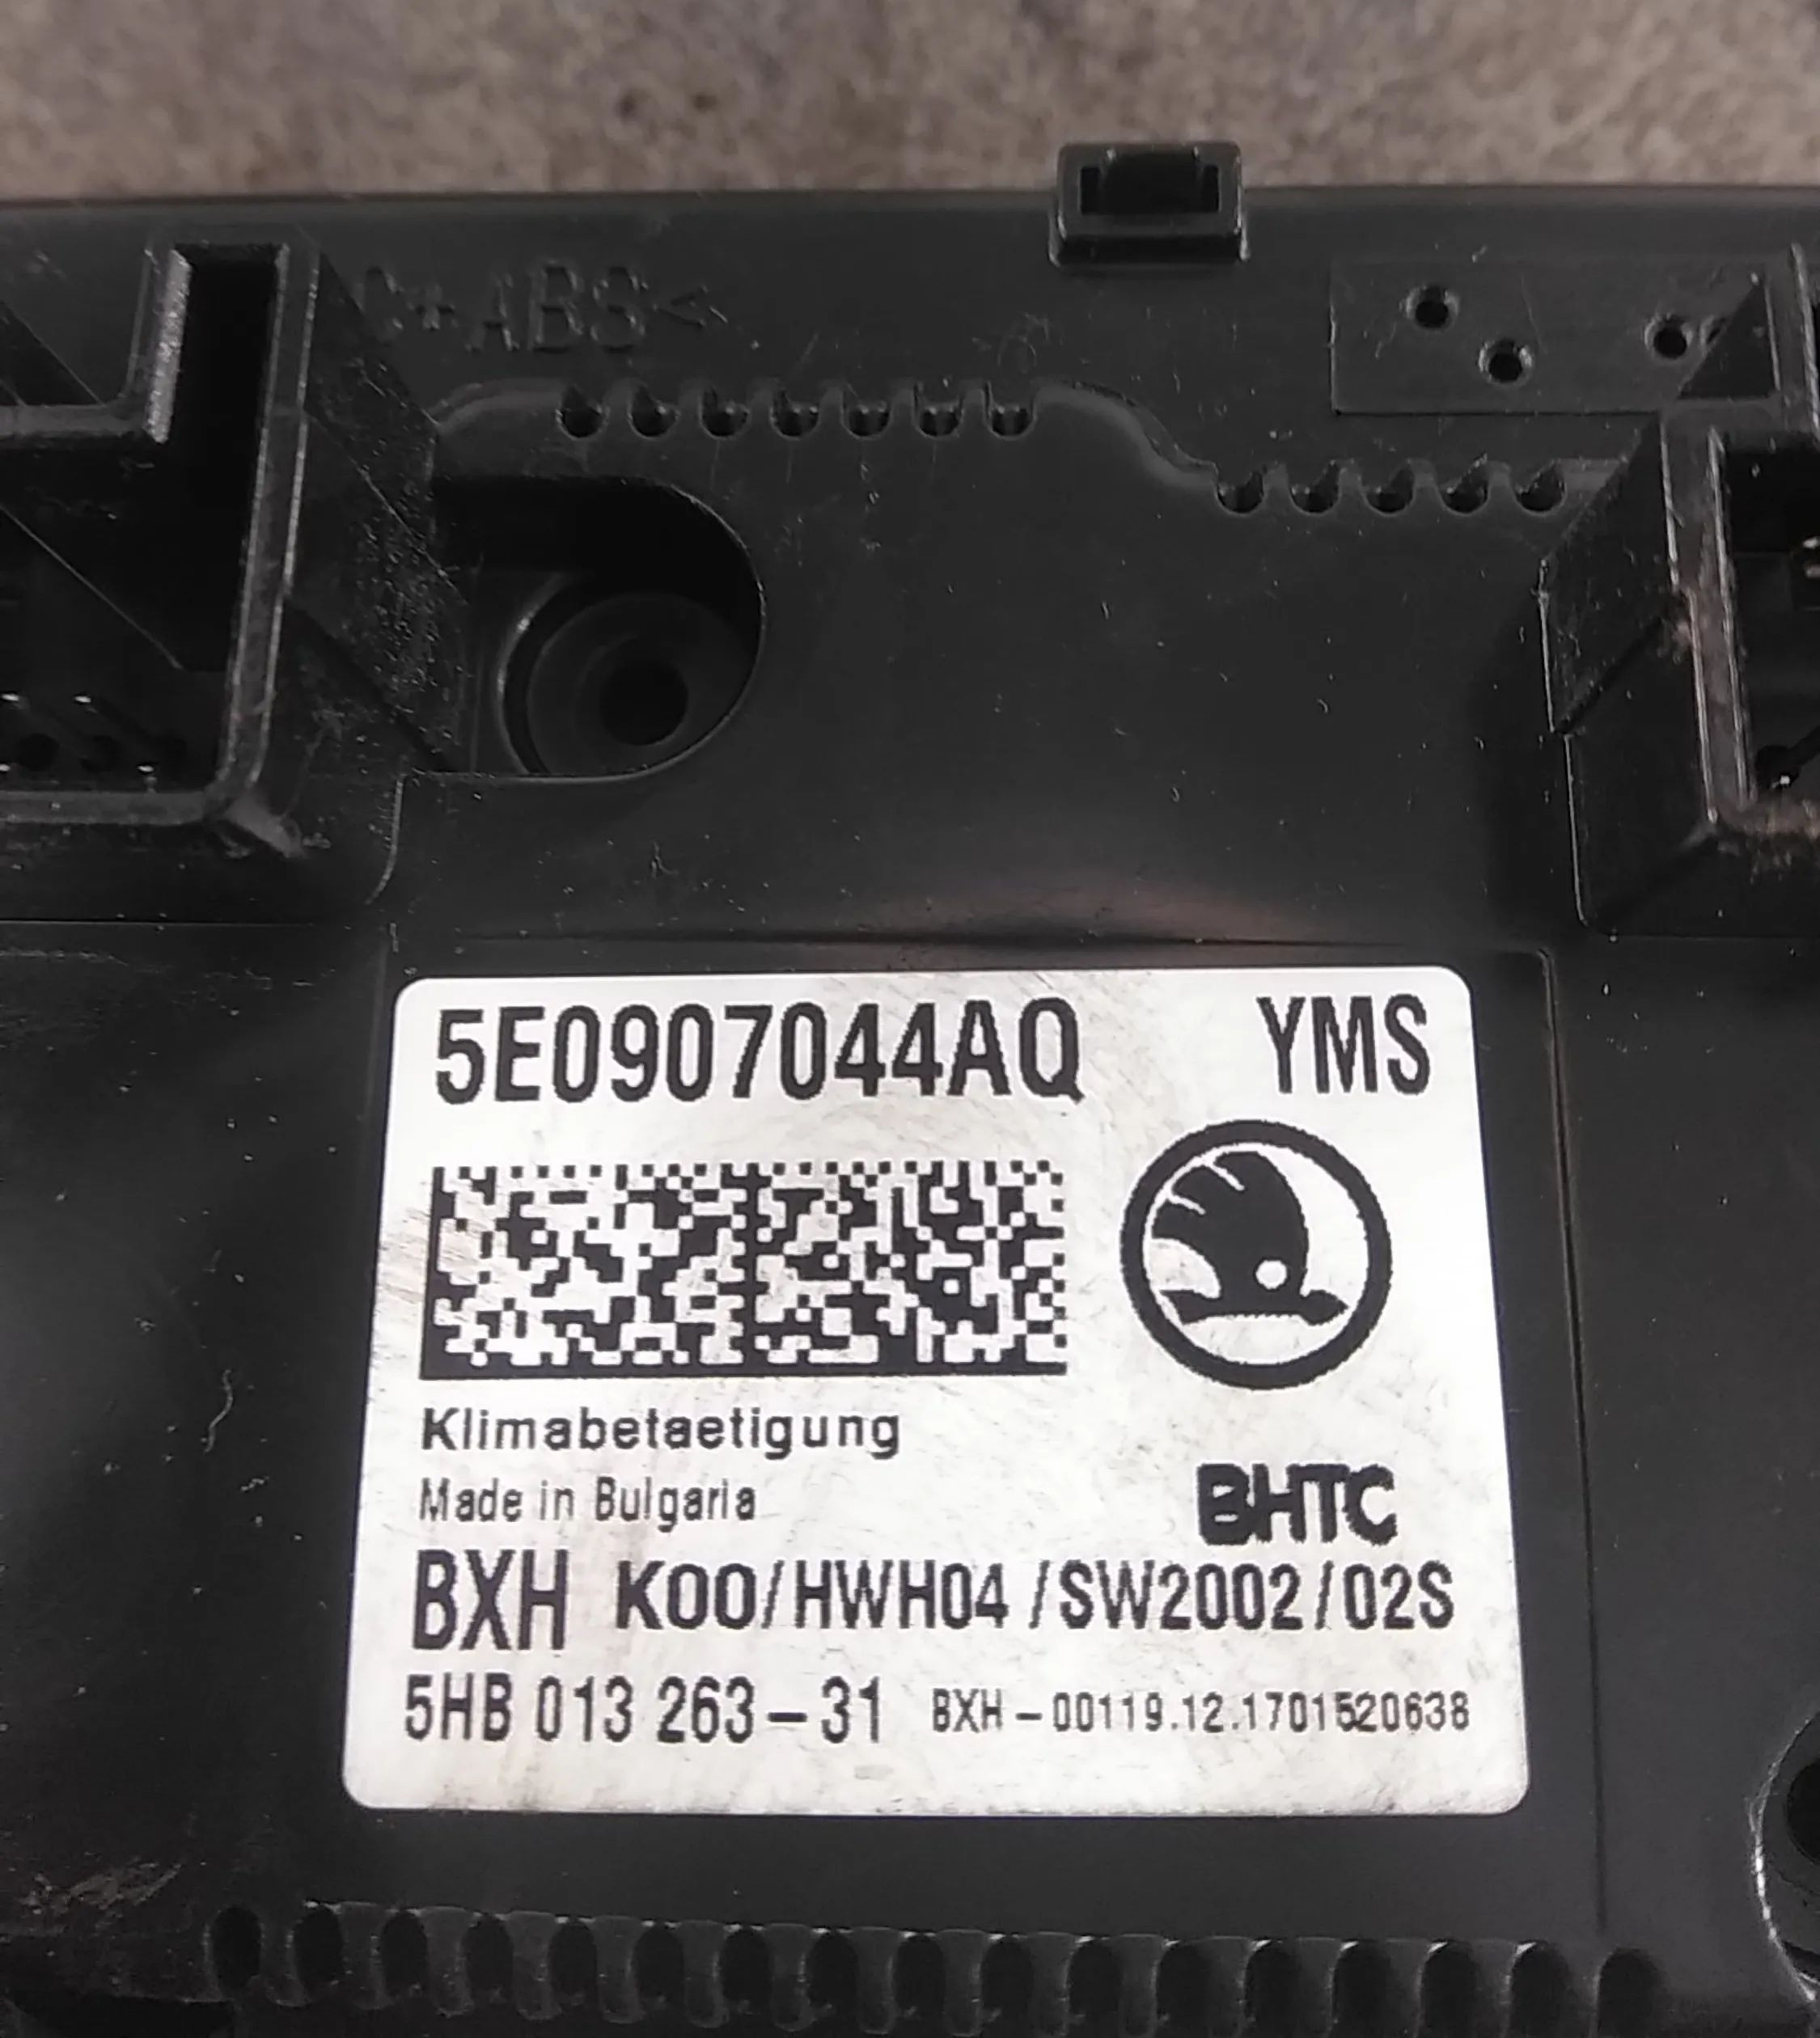 C+ABS<
5E0907044AQ YMS
Klimabetaetigung
Made in Bulgaria
BHTC
BXH K00/HWH04/SW2002/02S
5HB 013 263-31 BXH-00119.12.1701520638